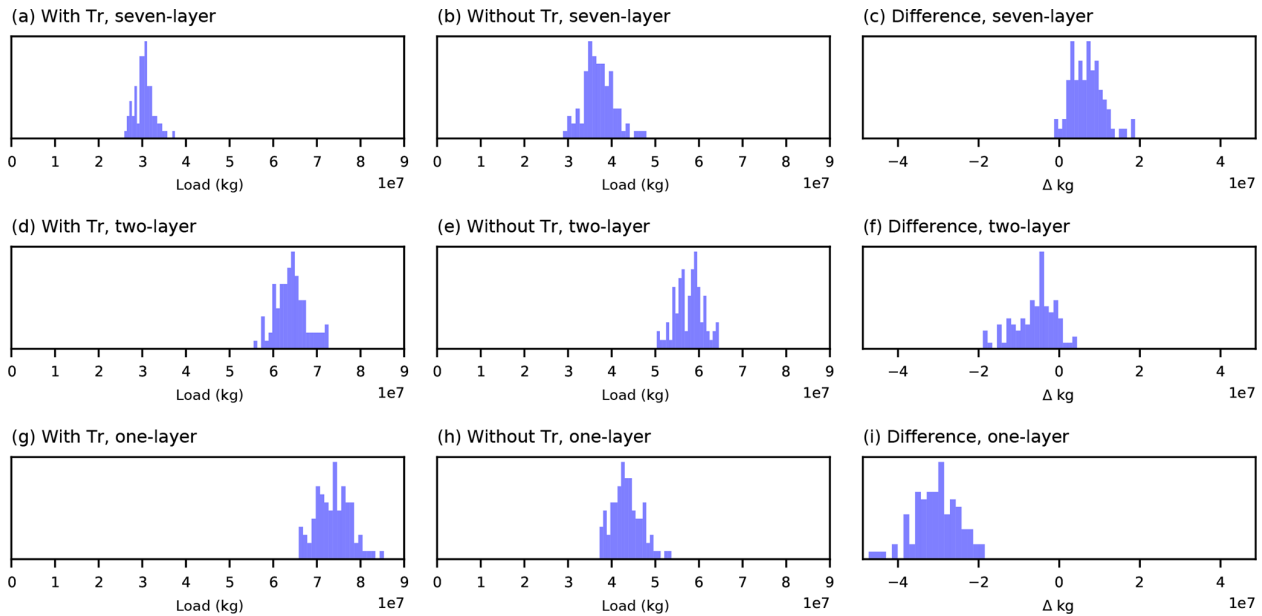 (a) With Tr, seven-layer
(b) Without Tr, seven-layer
(c) Difference, seven-layer
0 1 2 3 4 5 6 7 8 9
0 1 2 3 4 5 6 7 8 9
−4 −2 0 2 4
Load (kg) 1e7
Load (kg) 1e7
Δ kg 1e7
(d) With Tr, two-layer
(e) Without Tr, two-layer
(f) Difference, two-layer
0 1 2 3 4 5 6 7 8 9
0 1 2 3 4 5 6 7 8 9
−4 −2 0 2 4
Load (kg) 1e7
Load (kg) 1e7
Δ kg 1e7
(g) With Tr, one-layer
(h) Without Tr, one-layer
(i) Difference, one-layer
0 1 2 3 4 5 6 7 8 9
0 1 2 3 4 5 6 7 8 9
−4 −2 0 2 4
Load (kg) 1e7
Load (kg) 1e7
Δ kg 1e7